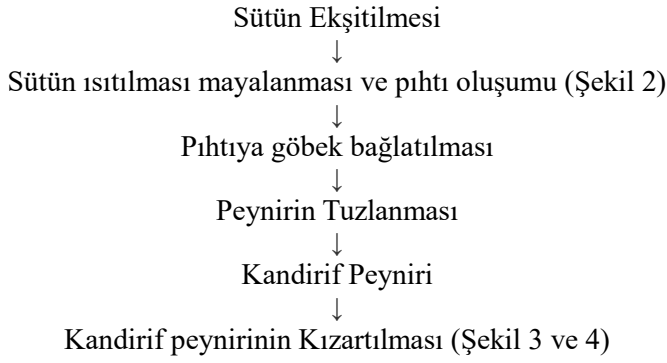 Sütün Ekşitilmesi
↓
Sütün ısıtılması mayalanması ve pıhtı oluşumu (Şekil 2)
↓
Pıhtıya göbek bağlatılması
↓
Peynirin Tuzlanması
↓
Kandirif Peyniri
↓
Kandirif peynirinin Kızartılması (Şekil 3 ve 4)